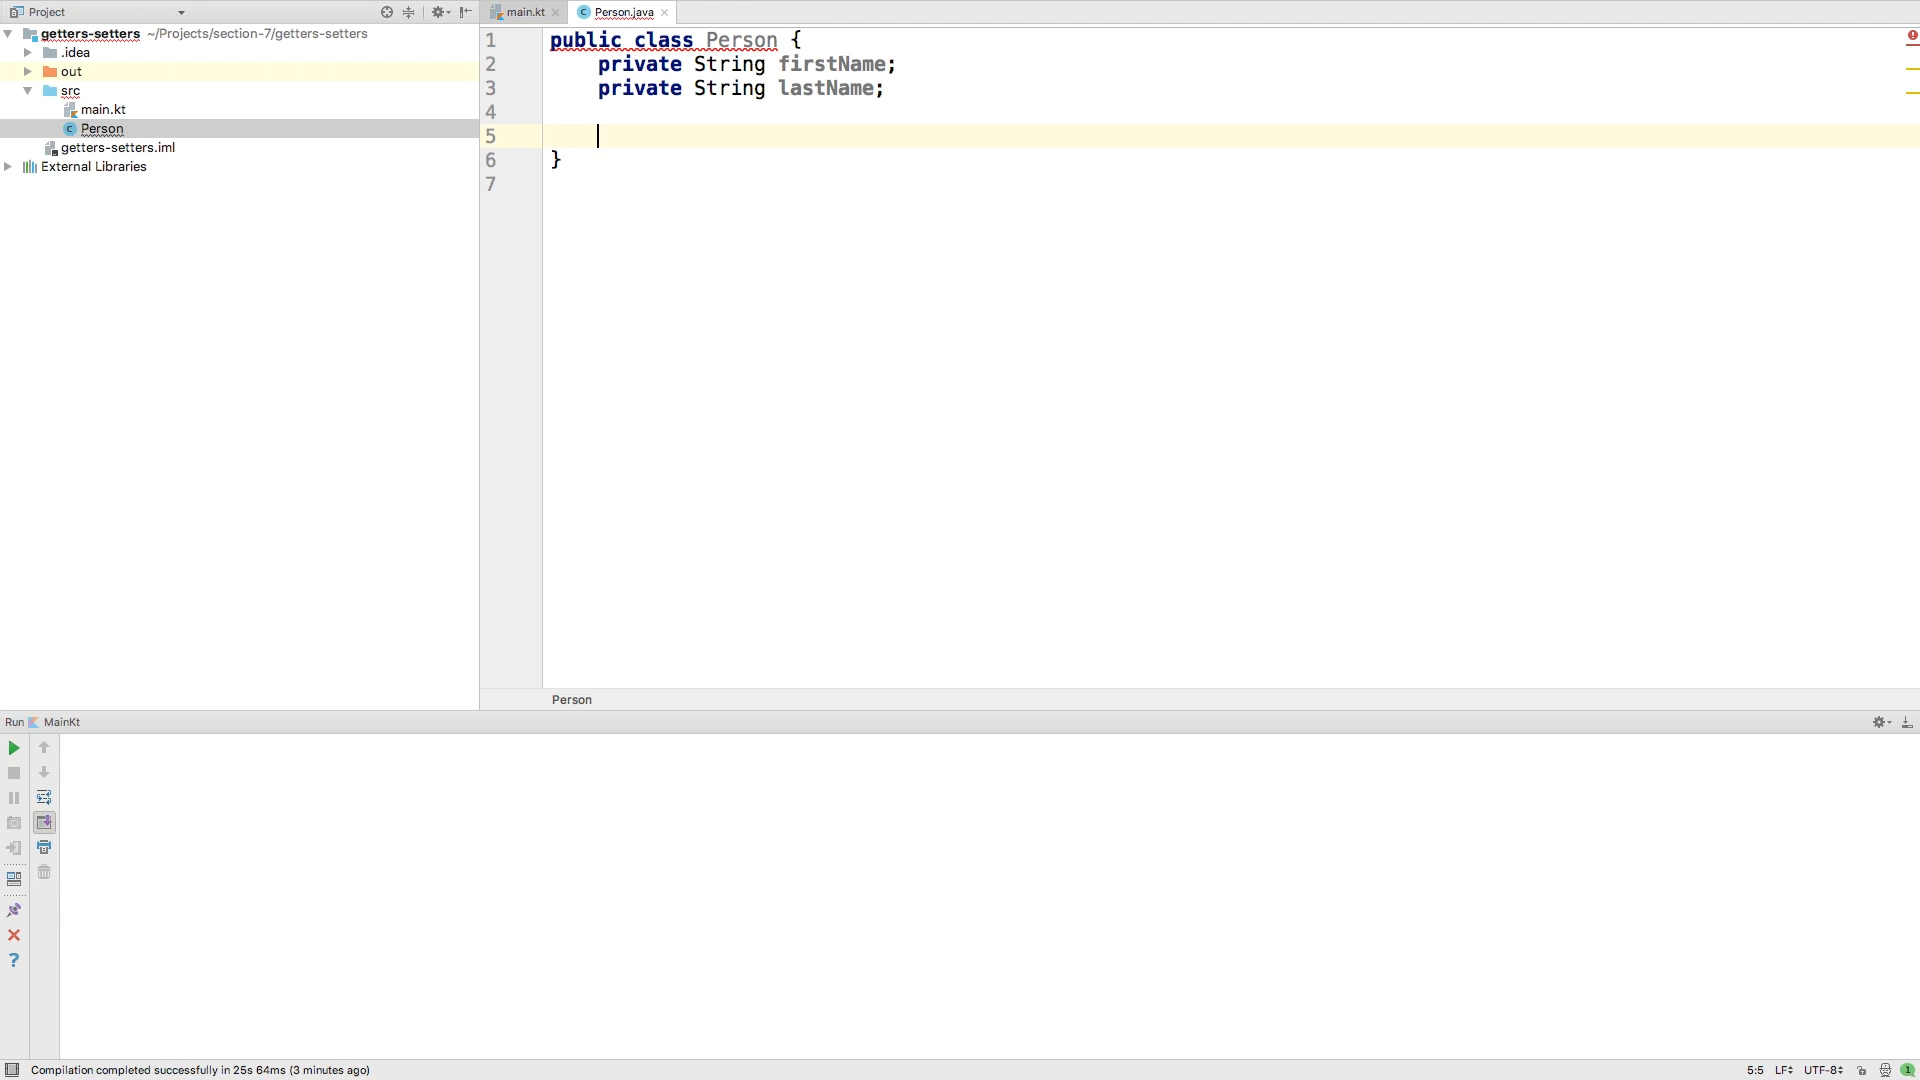 Project
main.kt
Person.java
getters-setters ~/Projects/section-7/getters-setters
.idea
out
src
main.kt
Person
getters-setters.iml
External Libraries
1 public class Person {
2 private String firstName;
3 private String lastName;
4
5
6 }
7
Person
Run MainKt
?
Compilation completed successfully in 25s 64ms (3 minutes ago)
5:5 LF UTF-8 1